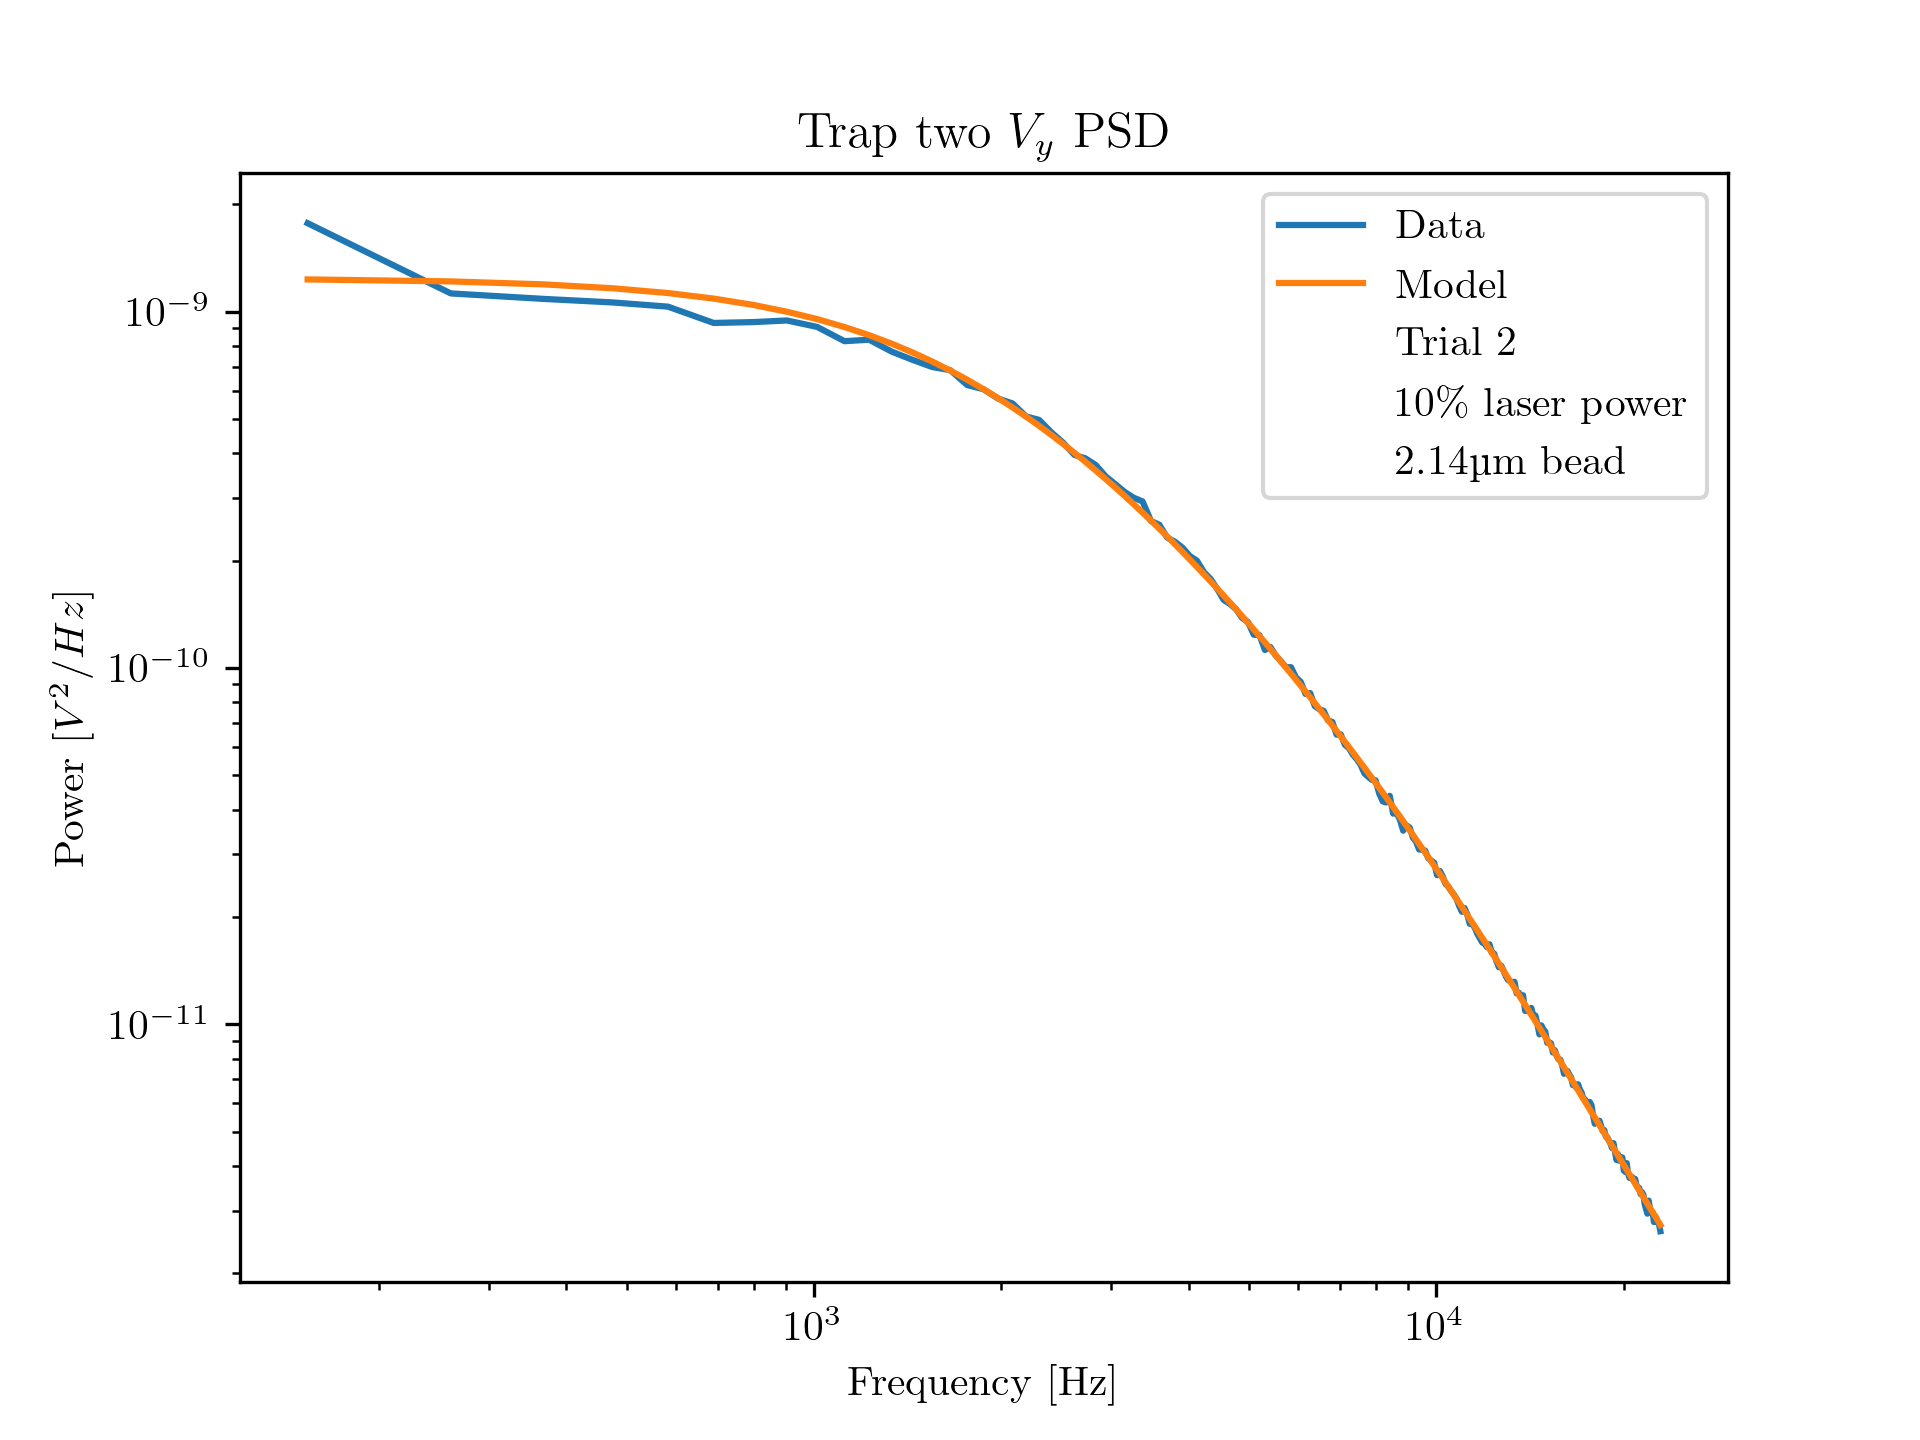 Trap two $V_y$ PSD
Data
Model
Trial 2
10% laser power
2.14µm bead
Power [$V^2/Hz$]
$10^{-9}$
$10^{-10}$
$10^{-11}$
$10^3$
$10^4$
Frequency [Hz]